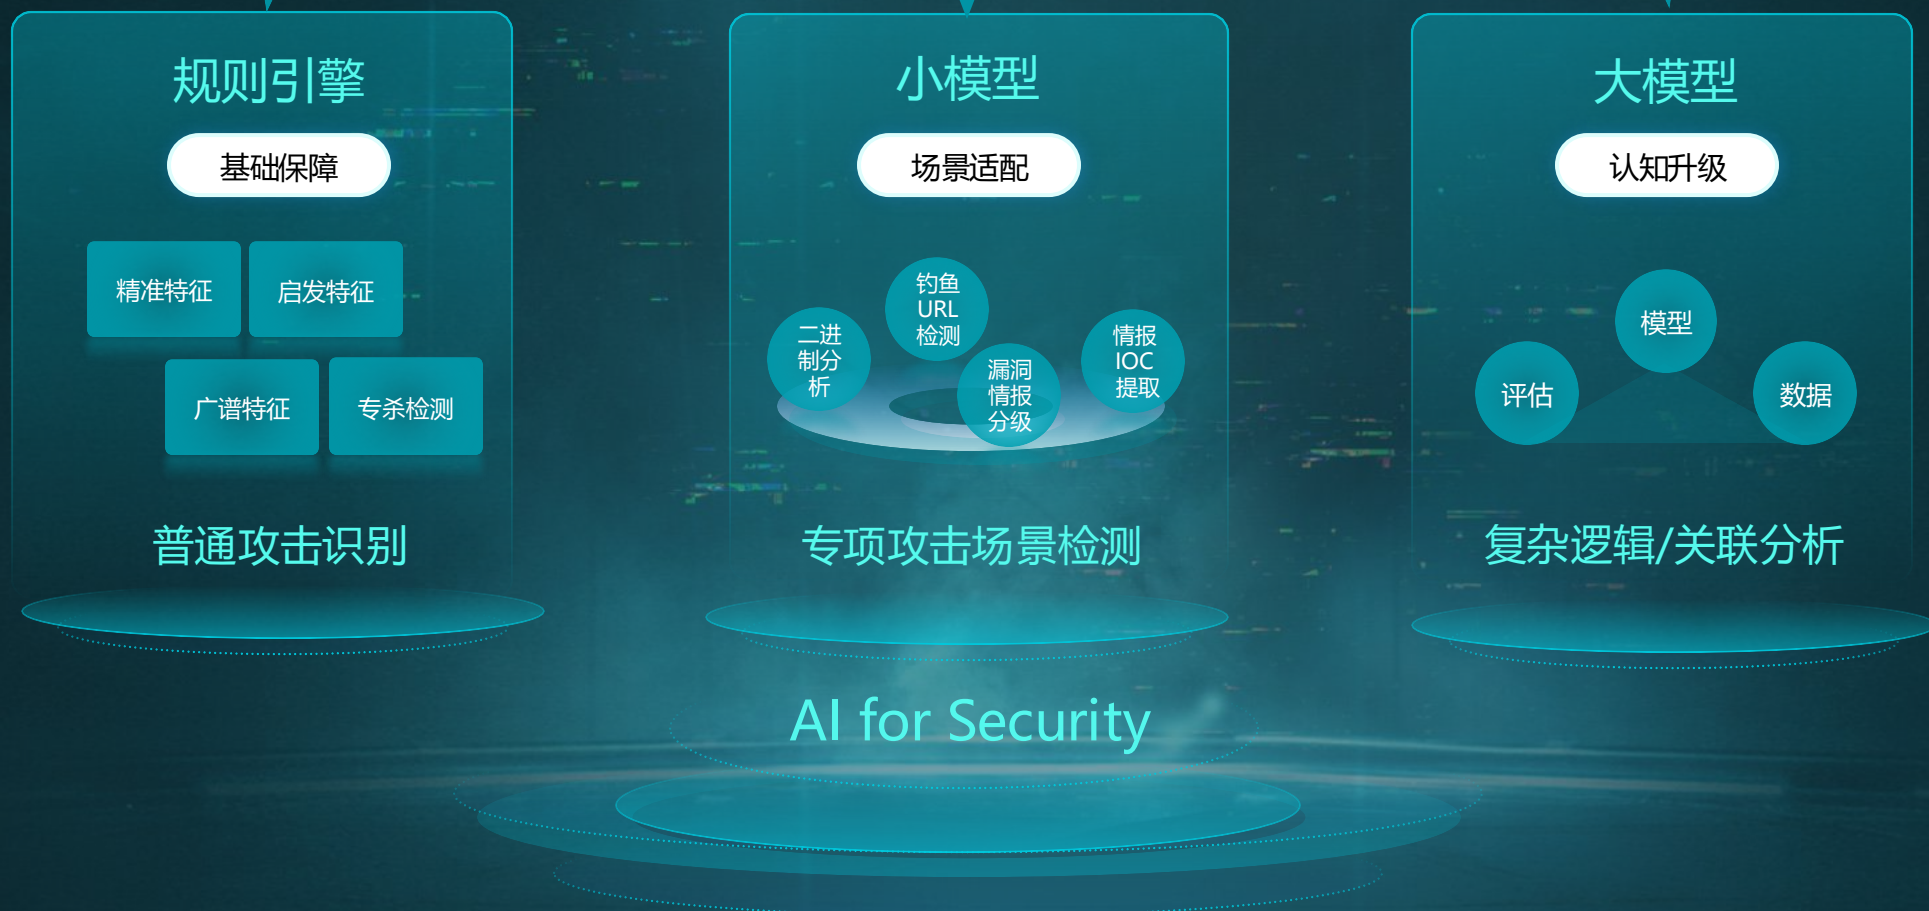 规则引擎
基础保障
精准特征
启发特征
广谱特征
专杀检测
普通攻击识别
小模型
场景适配
二进
制分
析
钓鱼
URL
检测
漏洞
情报
分级
情报
IOC
提取
专项攻击场景检测
大模型
认知升级
模型
评估
数据
复杂逻辑/关联分析
AI for Security